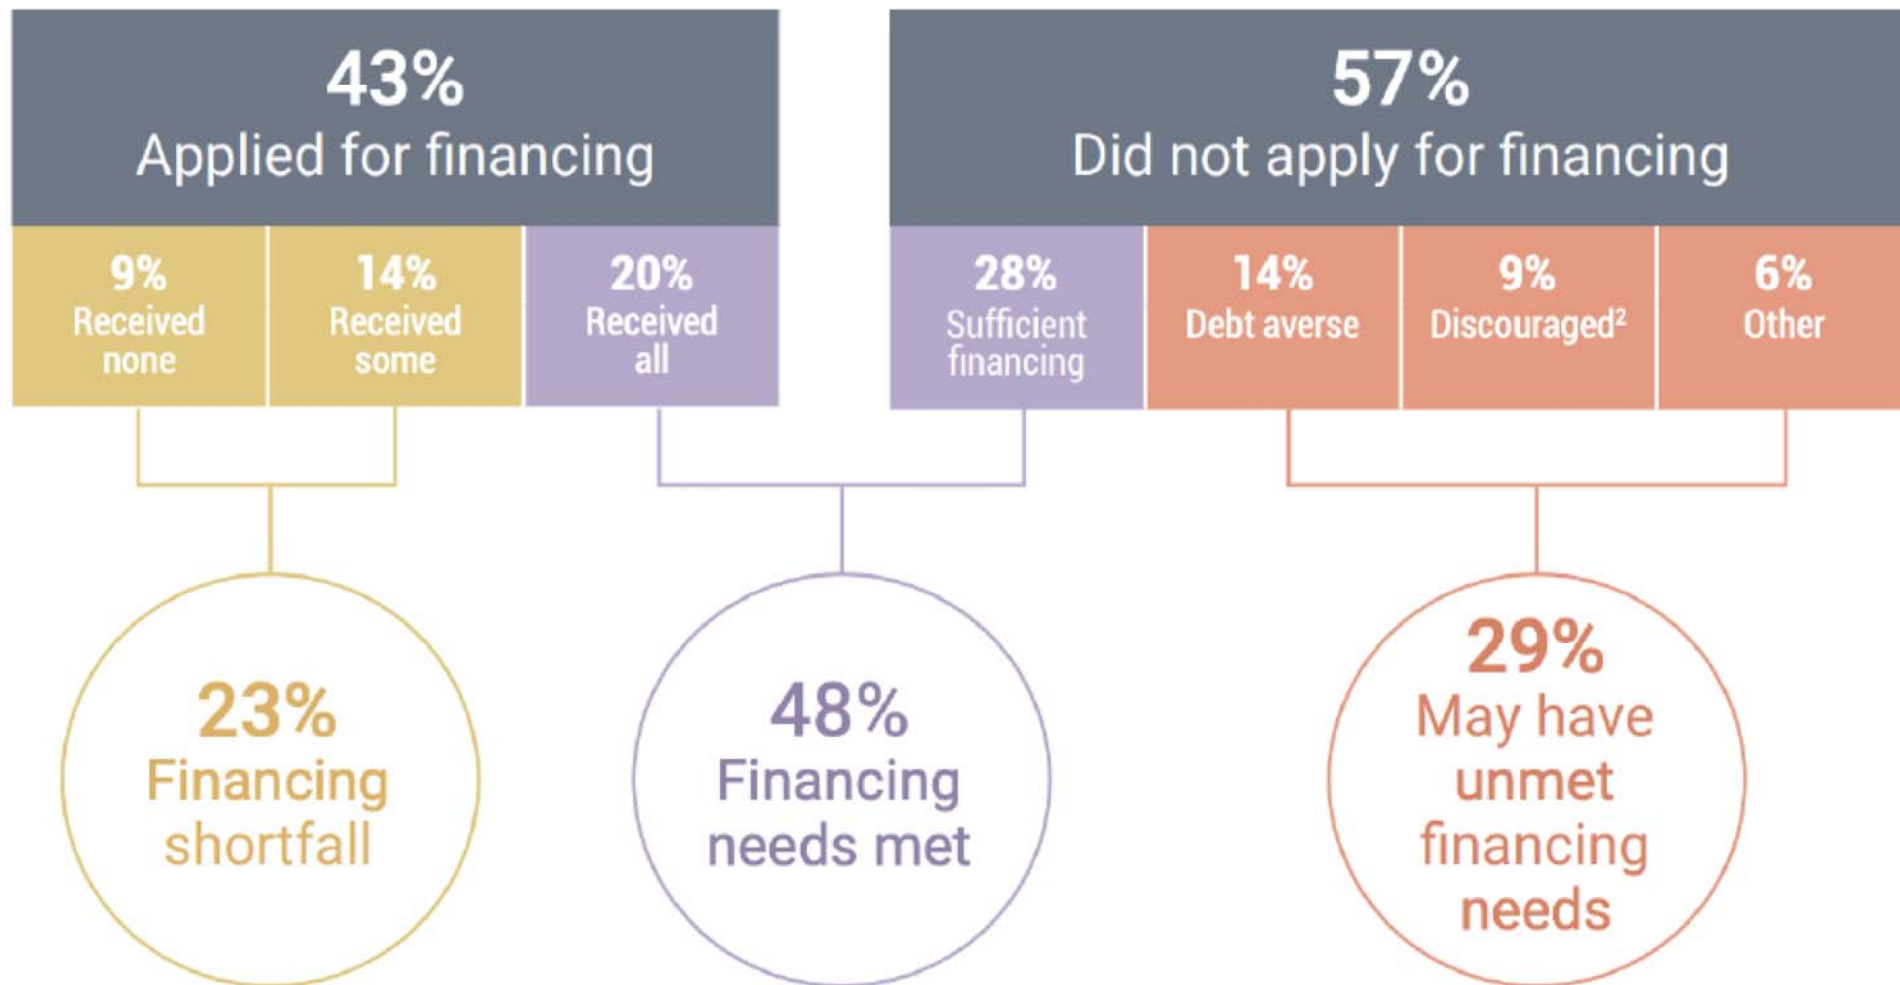 43%
Applied for financing
57%
Did not apply for financing
9%
Received
none
14%
Received
some
20%
Received
all
28%
Sufficient
financing
14%
Debt averse
9%
Discouraged²
6%
Other
23%
Financing
shortfall
48%
Financing
needs met
29%
May have
unmet
financing
needs